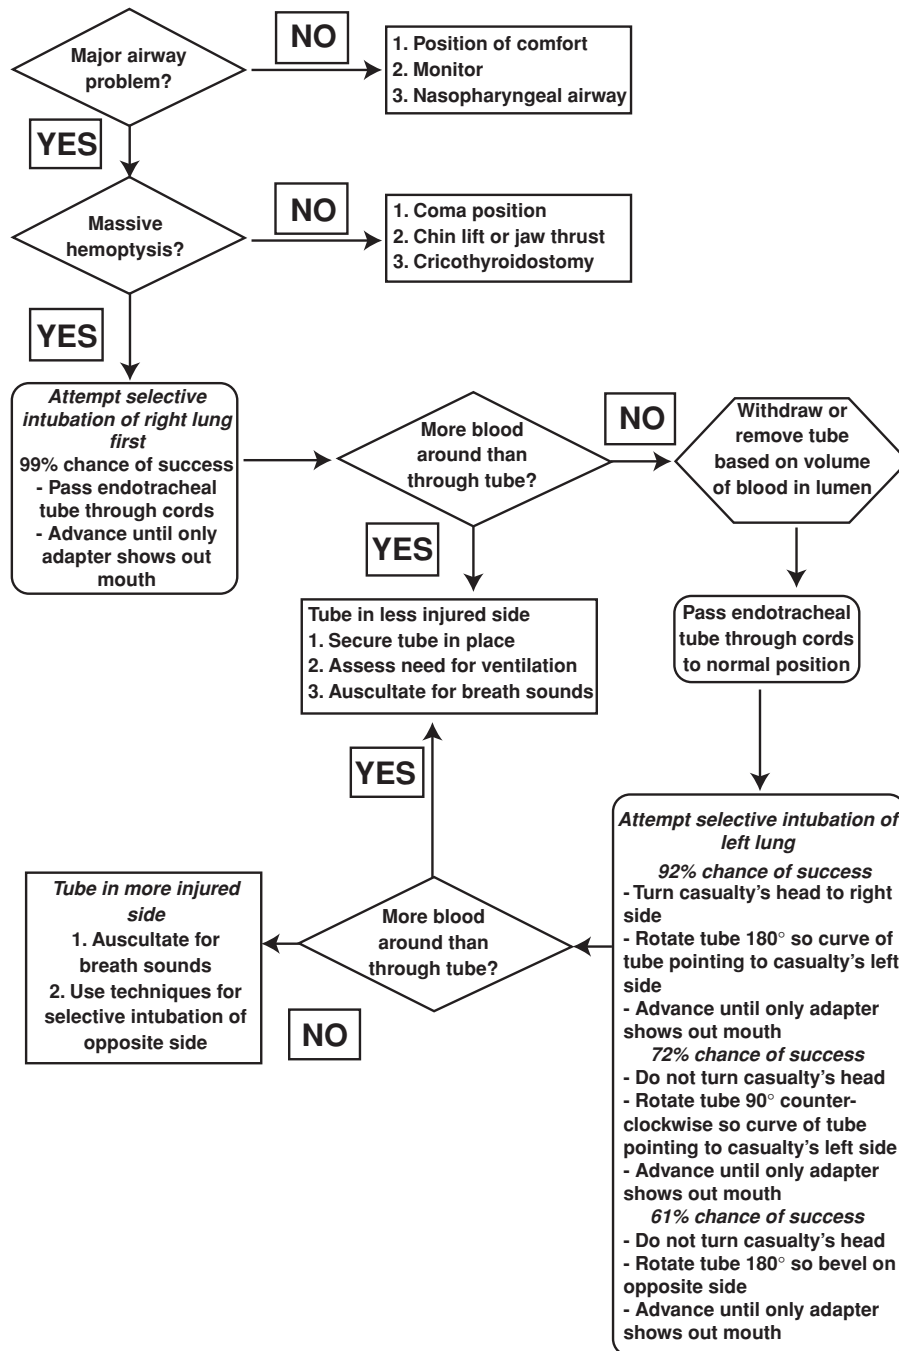 Major airway
problem?
NO
1. Position of comfort
2. Monitor
3. Nasopharyngeal airway
YES
Massive
hemoptysis?
NO
1. Coma position
2. Chin lift or jaw thrust
3. Cricothyroidostomy
YES
Attempt selective
intubation of right lung
first
99% chance of success
- Pass endotracheal
tube through cords
- Advance until only
adapter shows out
mouth
More blood
around than
through tube?
NO
Withdraw or
remove tube
based on volume
of blood in lumen
YES
Tube in less injured side
1. Secure tube in place
2. Assess need for ventilation
3. Auscultate for breath sounds
Pass endotracheal
tube through cords
to normal position
YES
Attempt selective intubation of
left lung
92% chance of success
- Turn casualty's head to right
side
- Rotate tube 180° so curve of
tube pointing to casualty's left
side
- Advance until only adapter
shows out mouth
72% chance of success
- Do not turn casualty's head
- Rotate tube 90° counter-
clockwise so curve of tube
pointing to casualty's left side
- Advance until only adapter
shows out mouth
61% chance of success
- Do not turn casualty's head
- Rotate tube 180° so bevel on
opposite side
- Advance until only adapter
shows out mouth
More blood
around than
through tube?
NO
Tube in more injured
side
1. Auscultate for
breath sounds
2. Use techniques for
selective intubation of
opposite side